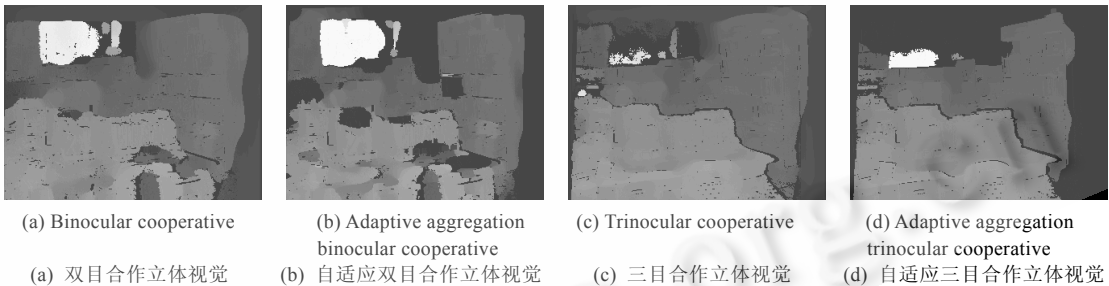 (a) Binocular cooperative (b) Adaptive aggregation (c) Trinocular cooperative (d) Adaptive aggregation
binocular cooperative trinocular cooperative
(a) 双目合作立体视觉 (b) 自适应双目合作立体视觉 (c) 三目合作立体视觉 (d) 自适应三目合作立体视觉